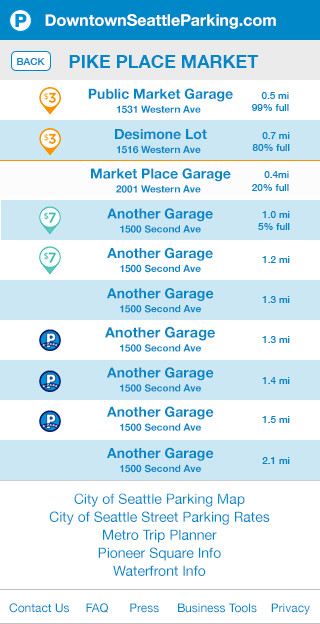 P DowntownSeattleParking.com
BACK PIKE PLACE MARKET
$3 Public Market Garage 0.5 mi
1531 Western Ave 99% full
$3 Desimone Lot 0.7 mi
1516 Western Ave 80% full
Market Place Garage 0.4mi
2001 Western Ave 20% full
$7 Another Garage 1.0 mi
1500 Second Ave 5% full
$7 Another Garage 1.2 mi
1500 Second Ave
Another Garage 1.3 mi
1500 Second Ave
P Another Garage 1.3 mi
1500 Second Ave
P Another Garage 1.4 mi
1500 Second Ave
P Another Garage 1.5 mi
1500 Second Ave
Another Garage 2.1 mi
1500 Second Ave
City of Seattle Parking Map
City of Seattle Street Parking Rates
Metro Trip Planner
Pioneer Square Info
Waterfront Info
Contact Us FAQ Press Business Tools Privacy